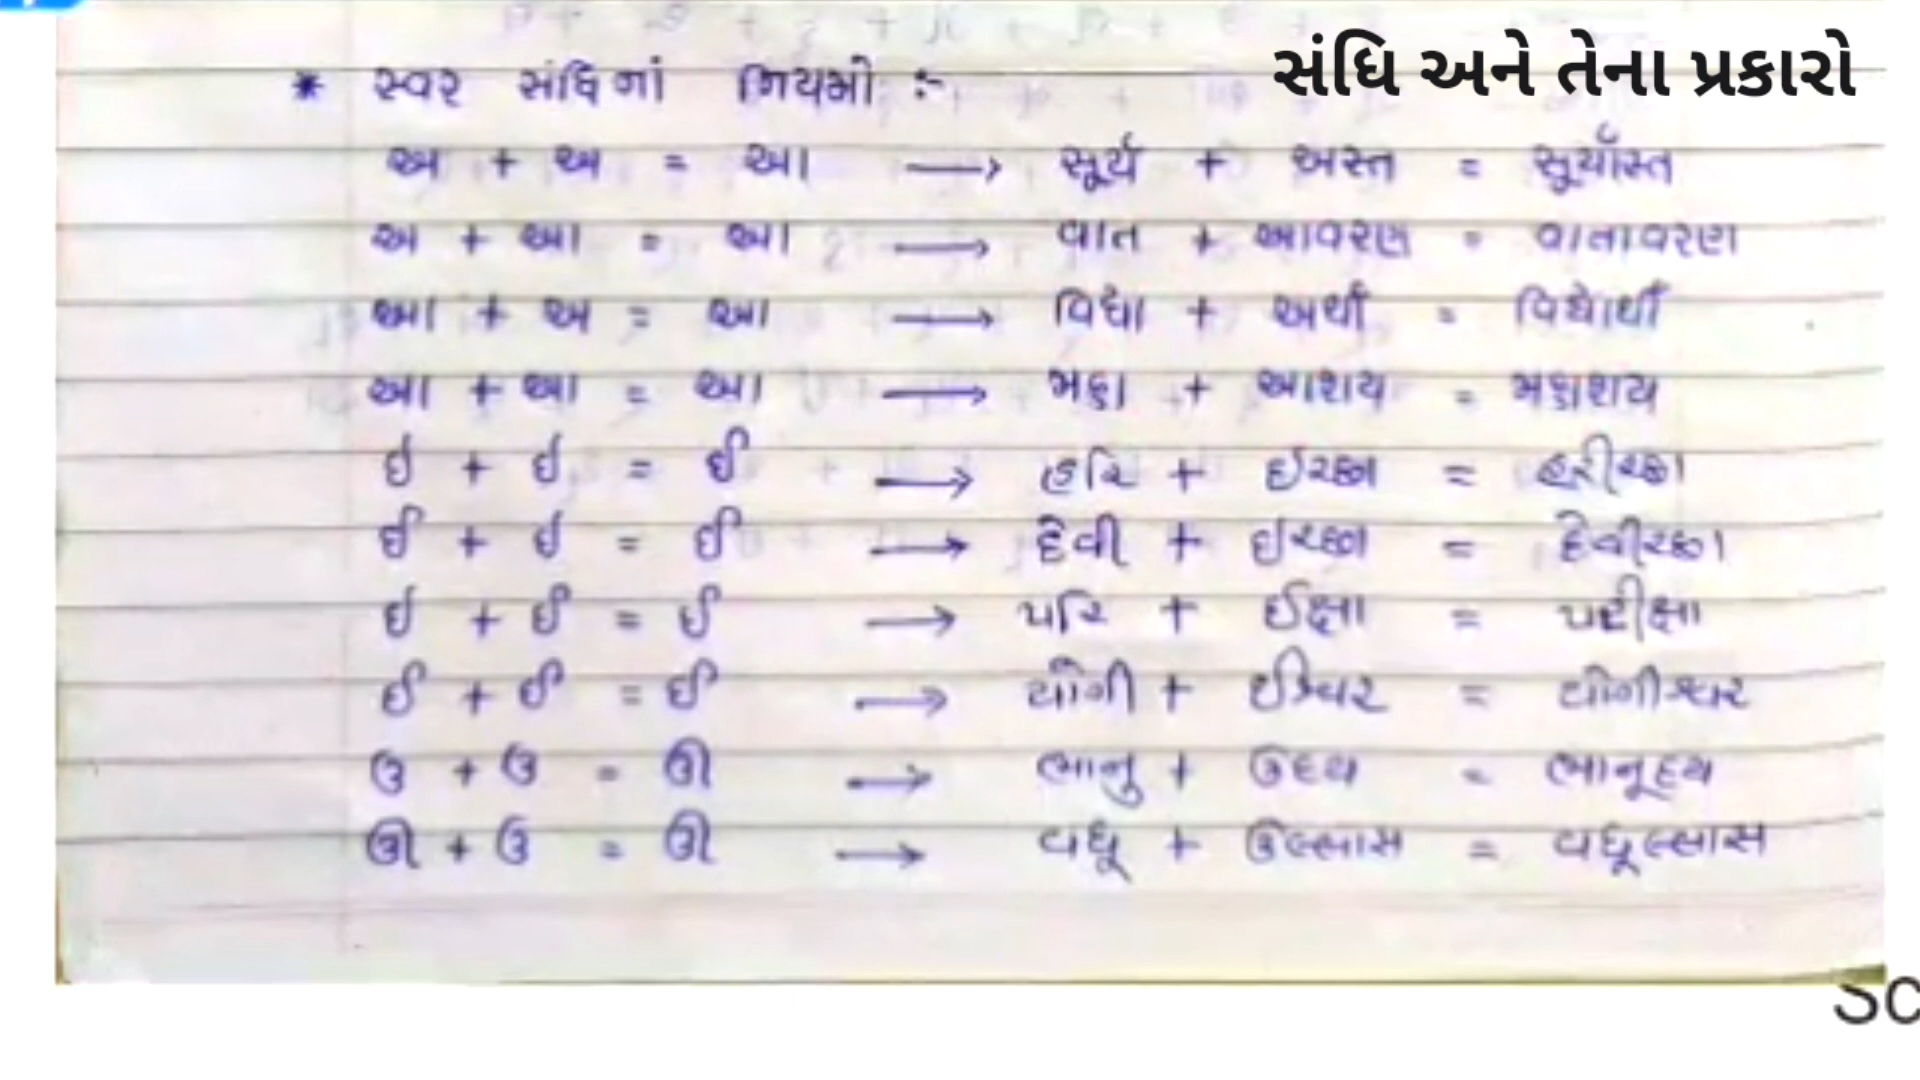 સંધિ અને તેના પ્રકારો
* સ્વર સંધિનાં નિયમો :-
અ + અ = આ → સૂર્ય + અસ્ત = સૂર્યાસ્ત
અ + આ = આ → વાત + આવરણ = વાતાવરણ
આ + અ = આ → વિદ્યા + અર્થી = વિદ્યાર્થી
આ + આ = આ → મહા + આશય = મહાશય
ઇ + ઇ = ઈ → હરિ + ઇચ્છા = હરીચ્છા
ઈ + ઇ = ઈ → દેવી + ઇચ્છા = દેવીચ્છા
ઇ + ઈ = ઈ → પરિ + ઈક્ષા = પરીક્ષા
ઈ + ઈ = ઈ → યોગી + ઈશ્વર = યોગીશ્વર
ઉ + ઉ = ઊ → ભાનુ + ઉદય = ભાનૂદય
ઊ + ઉ = ઊ → વધૂ + ઉલ્લાસ = વધૂલ્લાસ
Sc